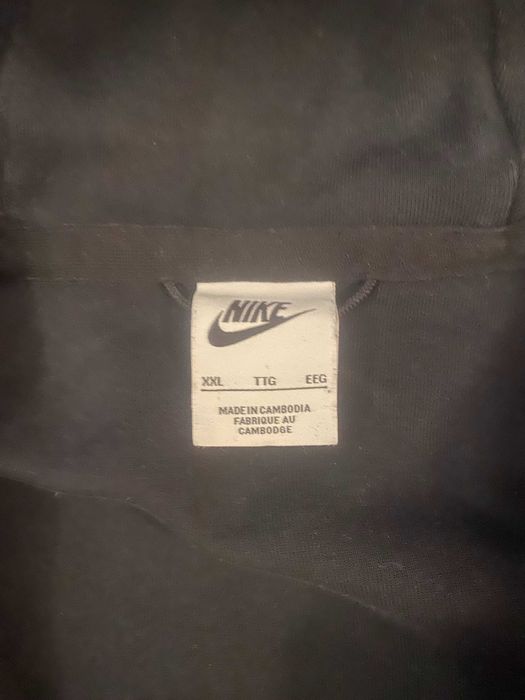 NIKE
XXL TTG EEG
MADE IN CAMBODIA
FABRIQUE AU
CAMBODGE